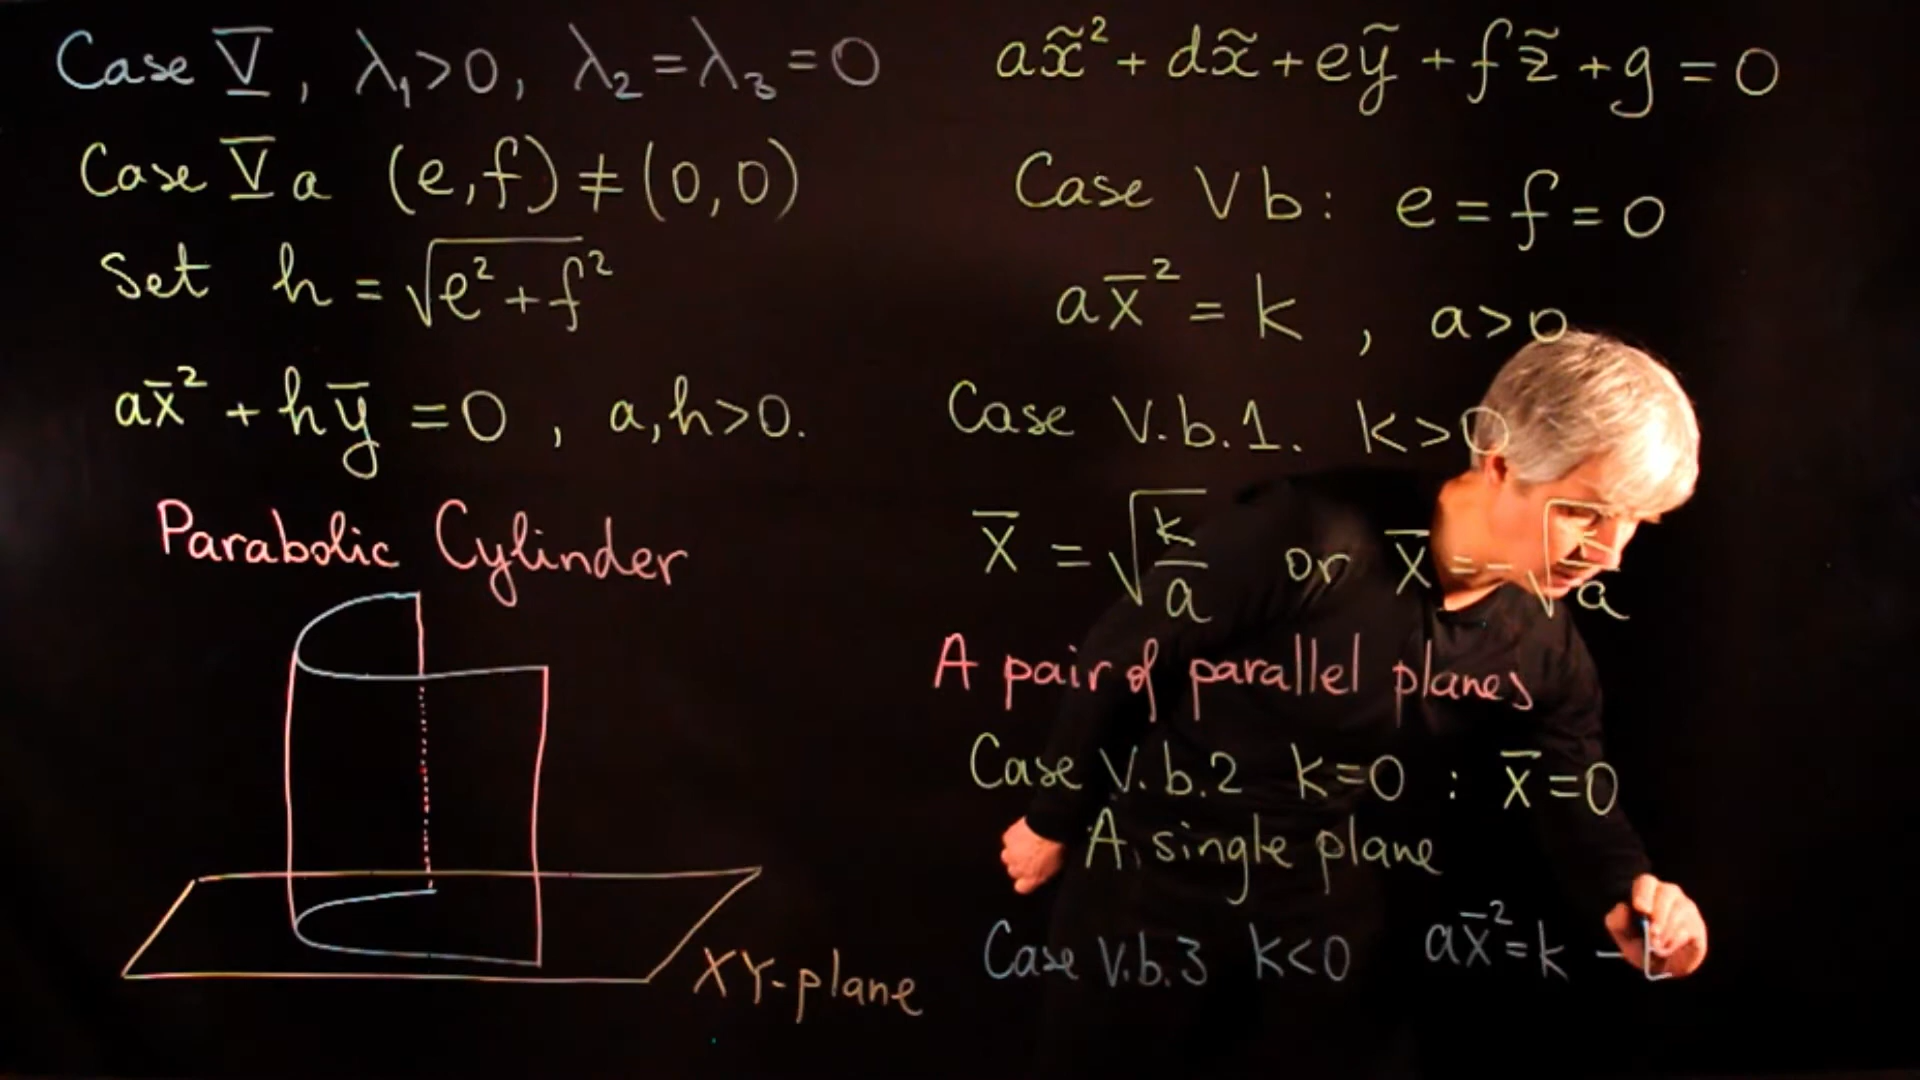 Case V, λ₁>0, λ₂=λ₃=0
Case V a (e,f)≠(0,0)
Set h=√(e²+f²)
ax̄²+hȳ=0, a,h>0.
Parabolic Cylinder
XY-plane
ax̃²+dx̃+eỹ+fz̃+g=0
Case Vb: e=f=0
ax̄²=k, a>0
Case V.b.1. k>0
x̄=√(k/a) or x̄=-√(k/a)
A pair of parallel planes
Case V.b.2 k=0 : x̄=0
A single plane
Case V.b.3 k<0 ax̄²=k -